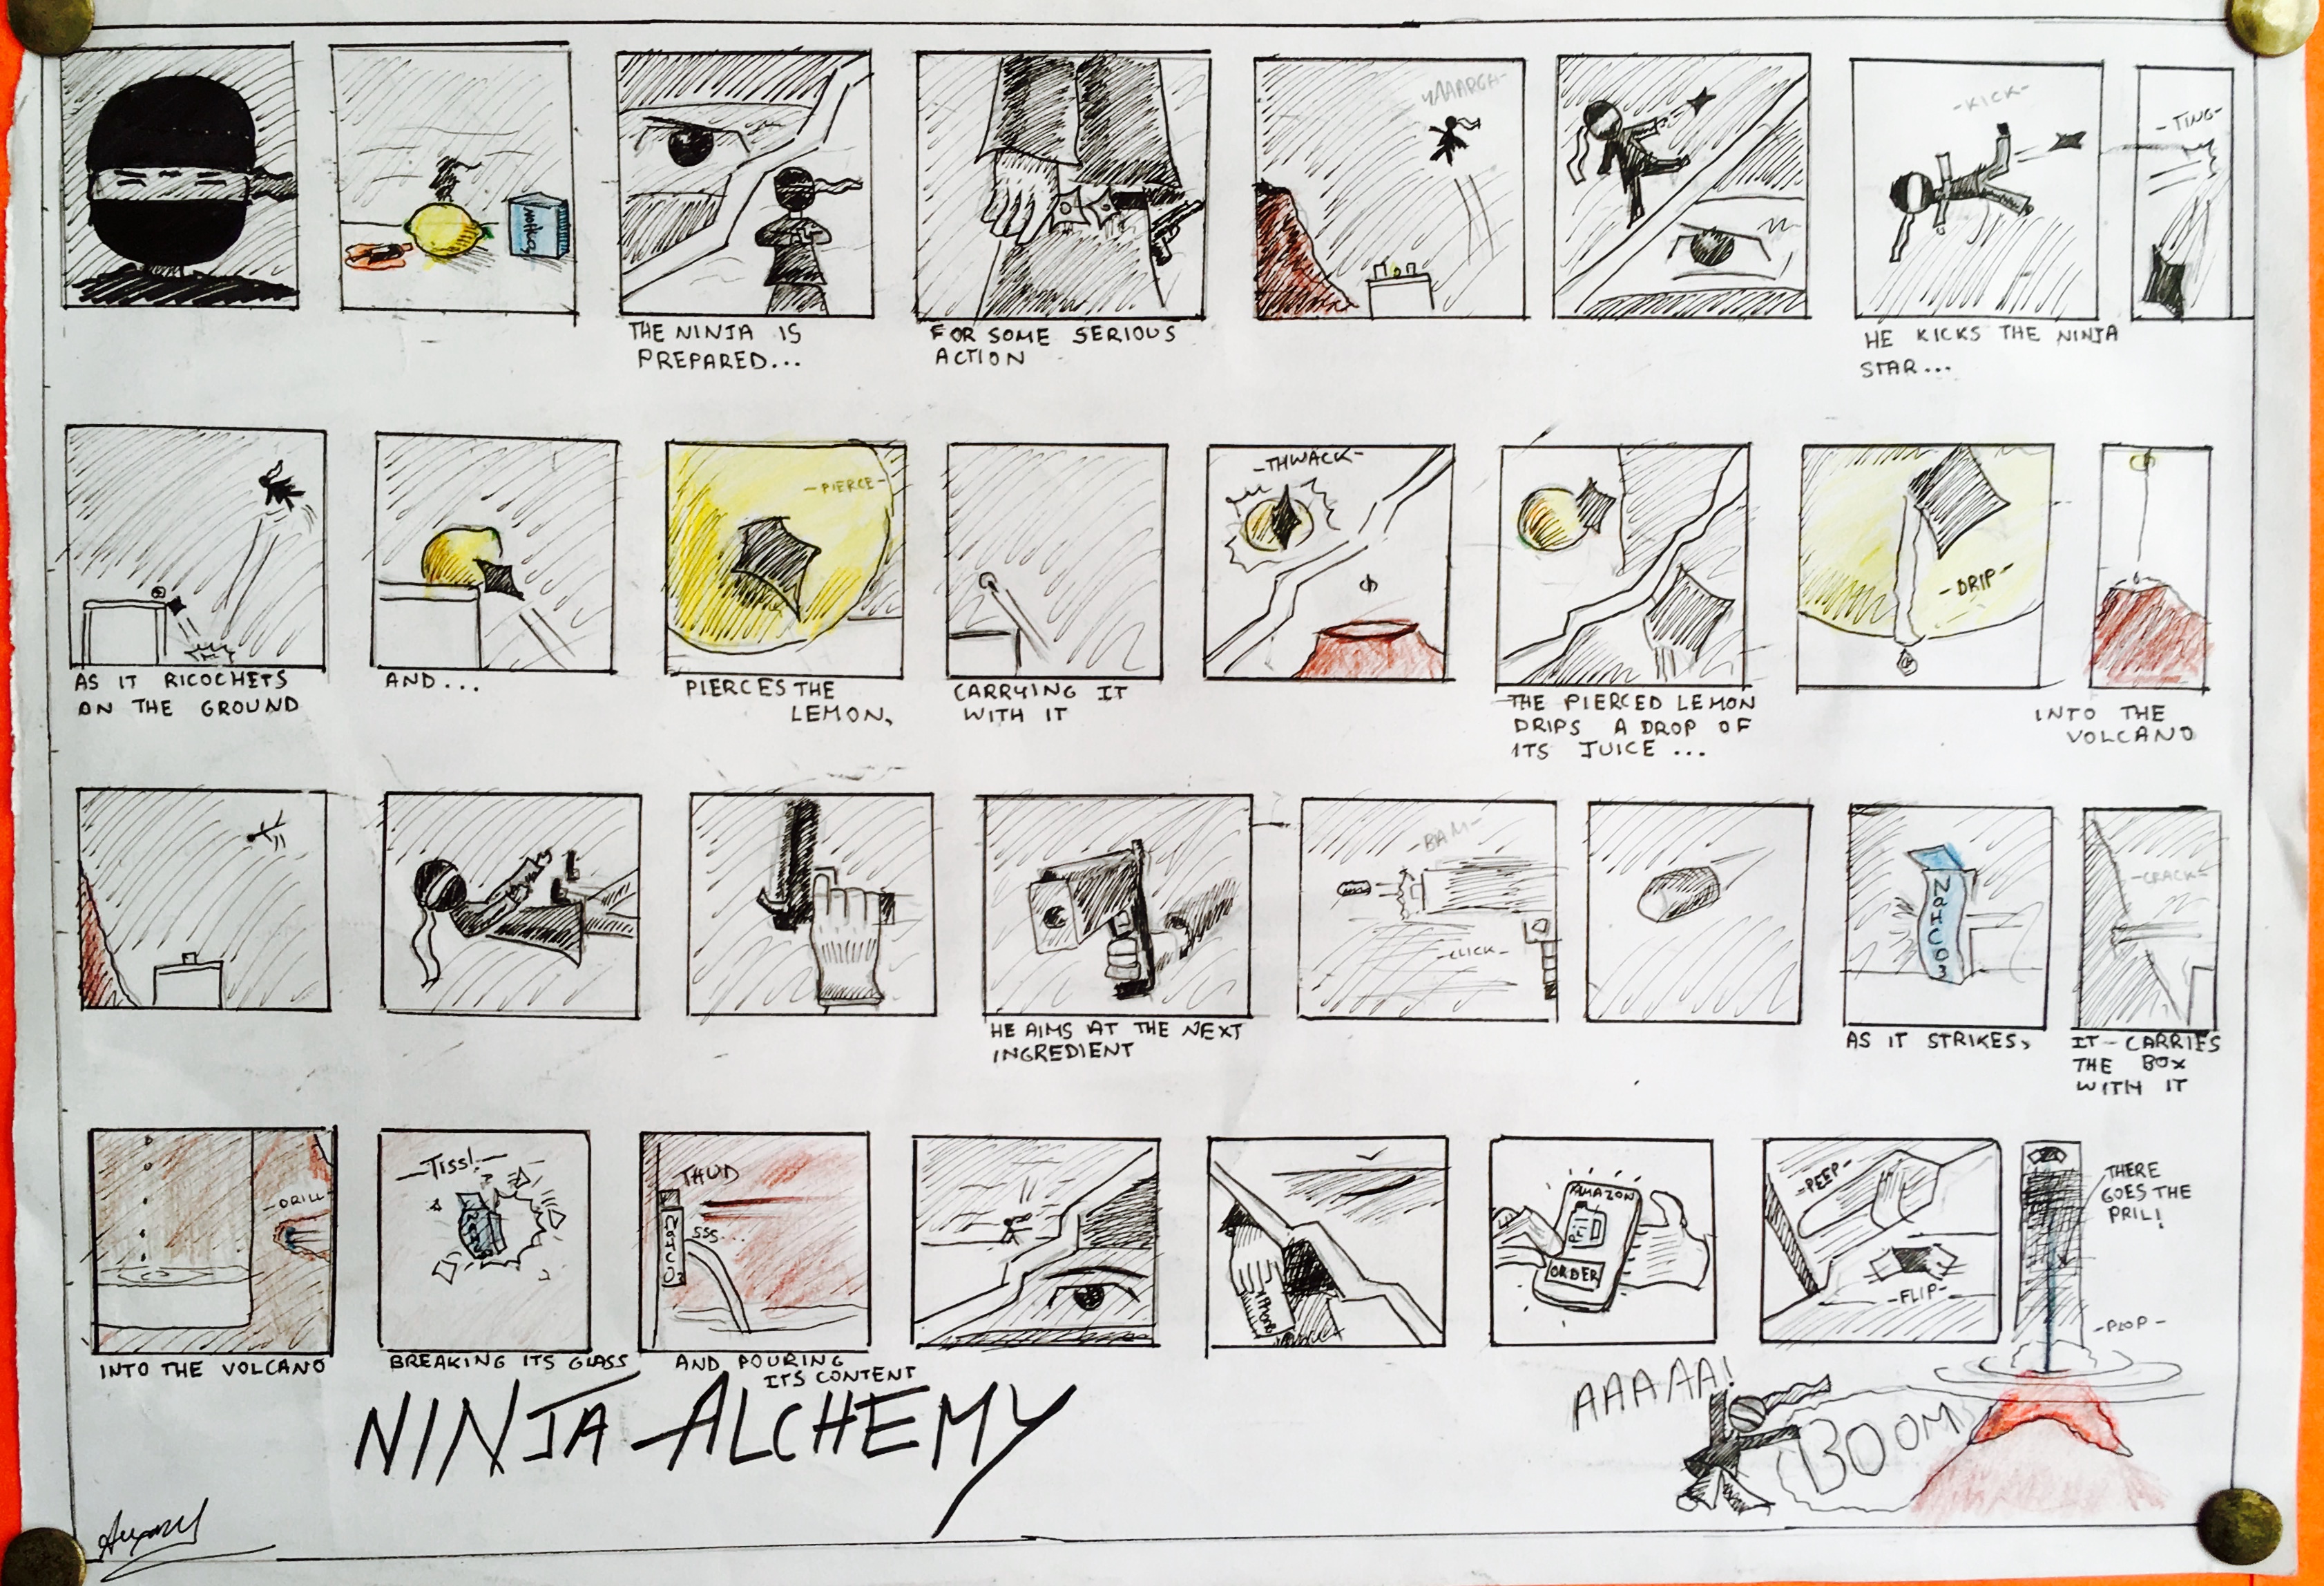 NaHCO3
YAAARGH
-KICK-
-TING-
THE NINJA IS
PREPARED...
FOR SOME SERIOUS
ACTION
HE KICKS THE NINJA
STAR...
-PIERCE-
-THWACK-
-DRIP-
AS IT RICOCHETS
ON THE GROUND
AND...
PIERCES THE
LEMON,
CARRYING IT
WITH IT
THE PIERCED LEMON
DRIPS A DROP OF
ITS JUICE ...
INTO THE
VOLCANO
-BAM-
-CLICK-
NaHCO3
-CRACK-
HE AIMS AT THE NEXT
INGREDIENT
AS IT STRIKES,
IT CARRIES
THE BOX
WITH IT
-DRILL-
-TISS!-
THUD
SSS...
NaHCO3
iPhone
AMAZON
Pril
ORDER
-PEEP-
-FLIP-
THERE
GOES THE
PRIL!
-PLOP-
INTO THE VOLCANO
BREAKING ITS GLASS
AND POURING
ITS CONTENT
AAAAA!
BOOM
NINJA-ALCHEMY